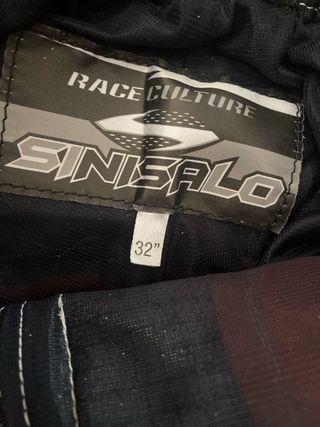 RACE CULTURE
SINISALO
32"